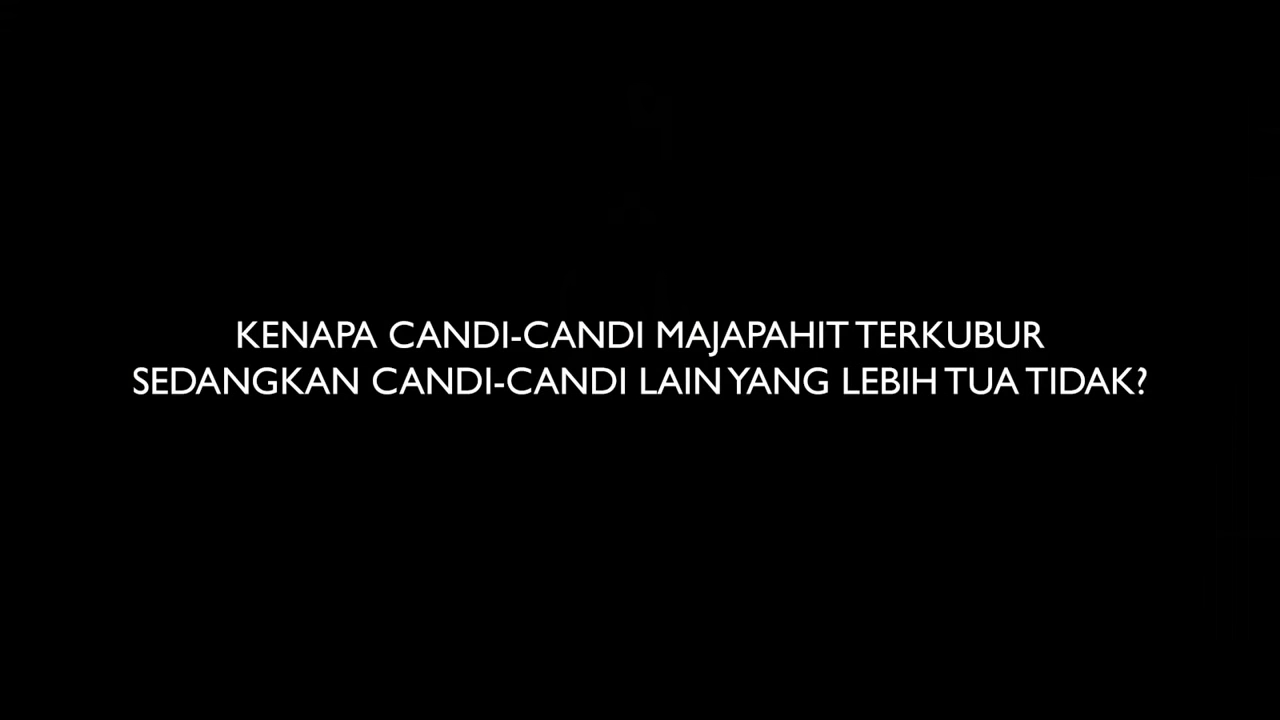 KENAPA CANDI-CANDI MAJAPAHIT TERKUBUR
SEDANGKAN CANDI-CANDI LAIN YANG LEBIH TUA TIDAK?